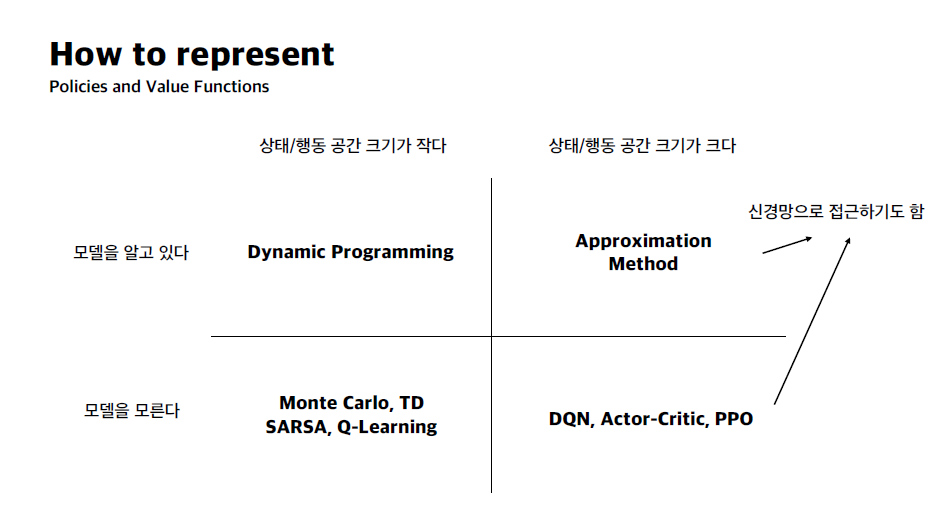 How to represent
Policies and Value Functions
상태/행동 공간 크기가 작다
상태/행동 공간 크기가 크다
신경망으로 접근하기도 함
모델을 알고 있다
Dynamic Programming
Approximation
Method
모델을 모른다
Monte Carlo, TD
SARSA, Q-Learning
DQN, Actor-Critic, PPO